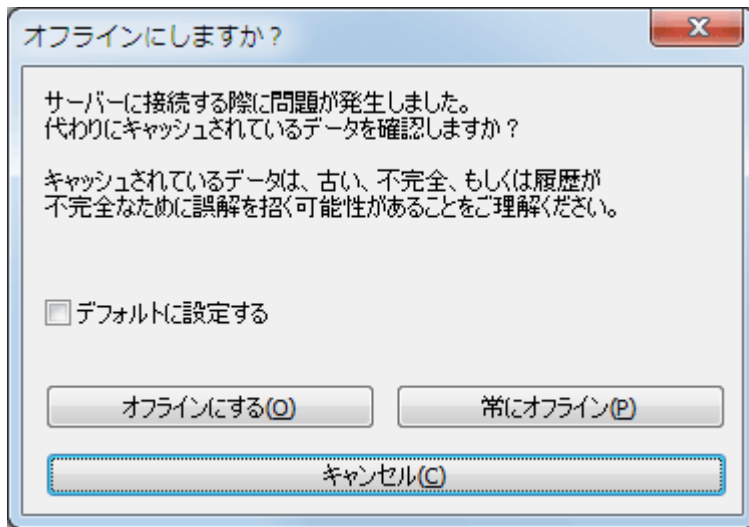 オフラインにしますか?
サーバーに接続する際に問題が発生しました。
代わりにキャッシュされているデータを確認しますか?
キャッシュされているデータは、古い、不完全、もしくは履歴が
不完全なために誤解を招く可能性があることをご理解ください。
デフォルトに設定する
オフラインにする(O)
常にオフライン(P)
キャンセル(C)